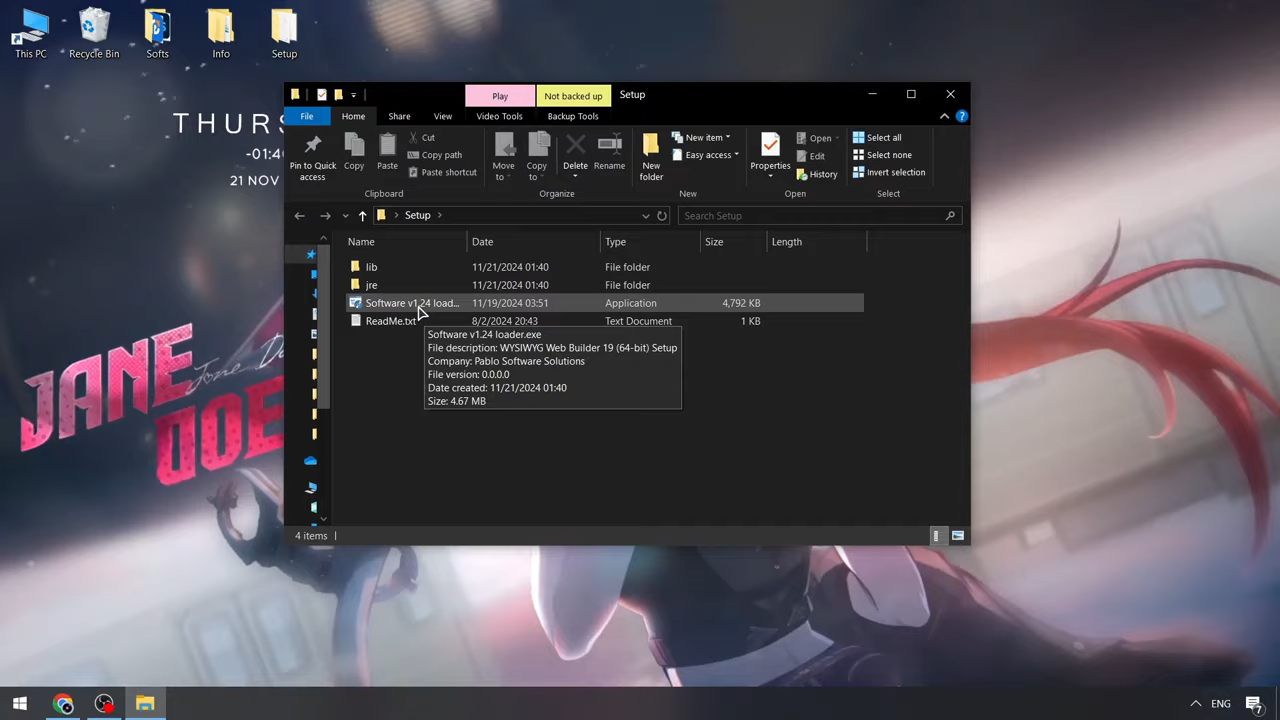 This PC
Recycle Bin
Softs
Info
Setup
THURS
-01:4
21 NOV
JANE
DOE
Jane Do
Play
Not backed up
Setup
File
Home
Share
View
Video Tools
Backup Tools
Pin to Quick access
Copy
Paste
Cut
Copy path
Paste shortcut
Move to
Copy to
Delete
Rename
New folder
New item
Easy access
Properties
Open
Edit
History
Select all
Select none
Invert selection
Clipboard
Organize
New
Open
Select
Setup
Search Setup
Name Date Type Size Length
lib 11/21/2024 01:40 File folder
jre 11/21/2024 01:40 File folder
Software v1.24 load... 11/19/2024 03:51 Application 4,792 KB
ReadMe.txt 8/2/2024 20:43 Text Document 1 KB
Software v1.24 loader.exe
File description: WYSIWYG Web Builder 19 (64-bit) Setup
Company: Pablo Software Solutions
File version: 0.0.0.0
Date created: 11/21/2024 01:40
Size: 4.67 MB
4 items
ENG
7